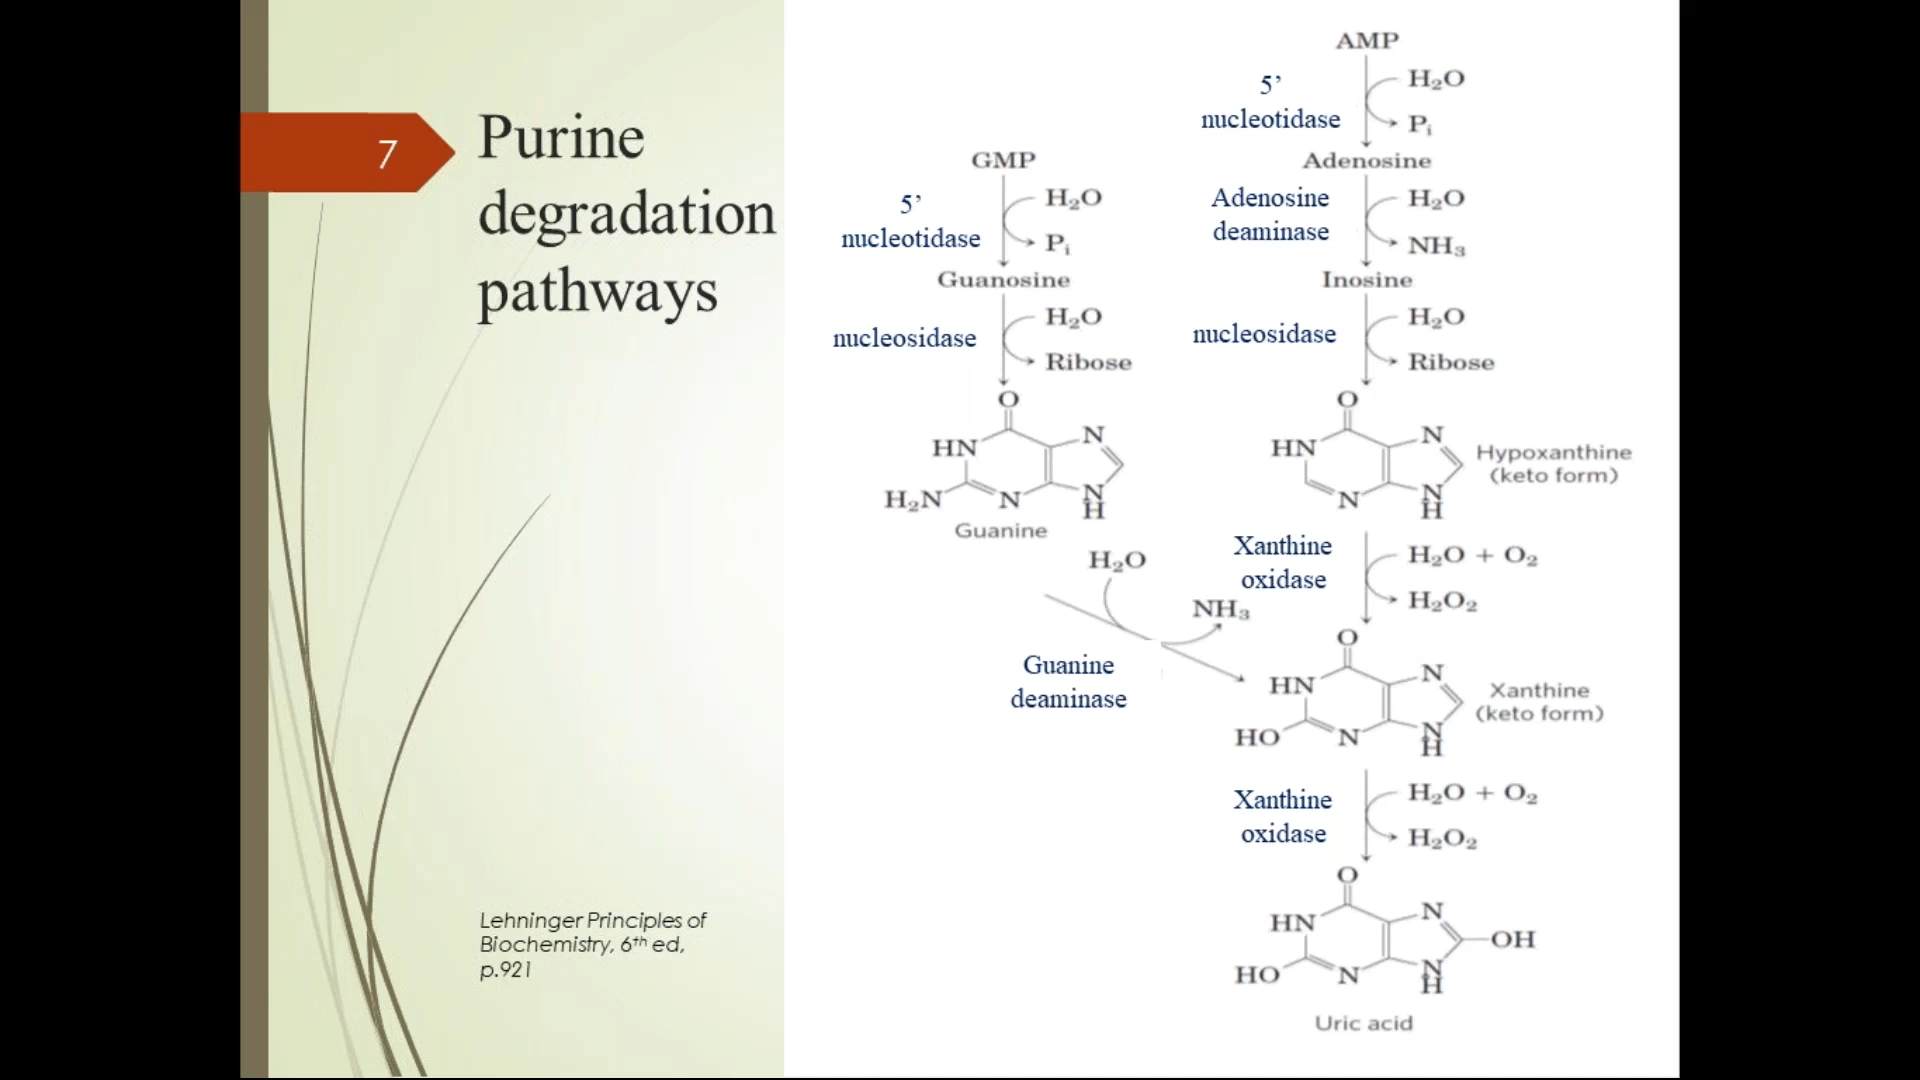 7
Purine
degradation
pathways
Lehninger Principles of
Biochemistry, 6th ed,
p.921
GMP
5’
nucleotidase
H₂O
Pᵢ
Guanosine
nucleosidase
H₂O
Ribose
O
HN
N
H₂N
N
N
H
Guanine
H₂O
NH₃
Guanine
deaminase
AMP
5’
nucleotidase
H₂O
Pᵢ
Adenosine
Adenosine
deaminase
H₂O
NH₃
Inosine
nucleosidase
H₂O
Ribose
O
HN
N
N
N
H
Hypoxanthine
(keto form)
Xanthine
oxidase
H₂O + O₂
H₂O₂
O
HN
N
HO
N
N
H
Xanthine
(keto form)
Xanthine
oxidase
H₂O + O₂
H₂O₂
O
HN
N
OH
HO
N
N
H
Uric acid